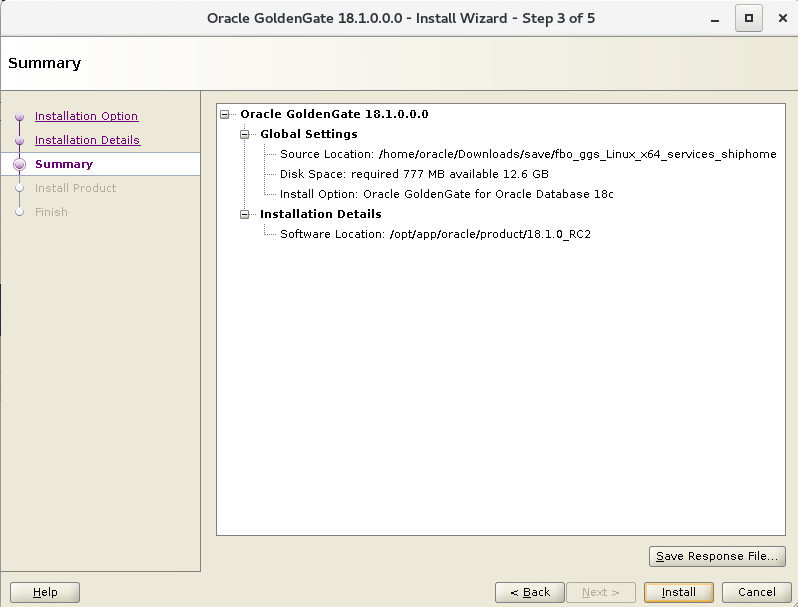 Oracle GoldenGate 18.1.0.0.0 - Install Wizard - Step 3 of 5
Summary
Installation Option
Installation Details
Summary
Install Product
Finish
Oracle GoldenGate 18.1.0.0.0
Global Settings
Source Location: /home/oracle/Downloads/save/fbo_ggs_Linux_x64_services_shiphome
Disk Space: required 777 MB available 12.6 GB
Install Option: Oracle GoldenGate for Oracle Database 18c
Installation Details
Software Location: /opt/app/oracle/product/18.1.0_RC2
Save Response File...
Help
< Back
Next >
Install
Cancel